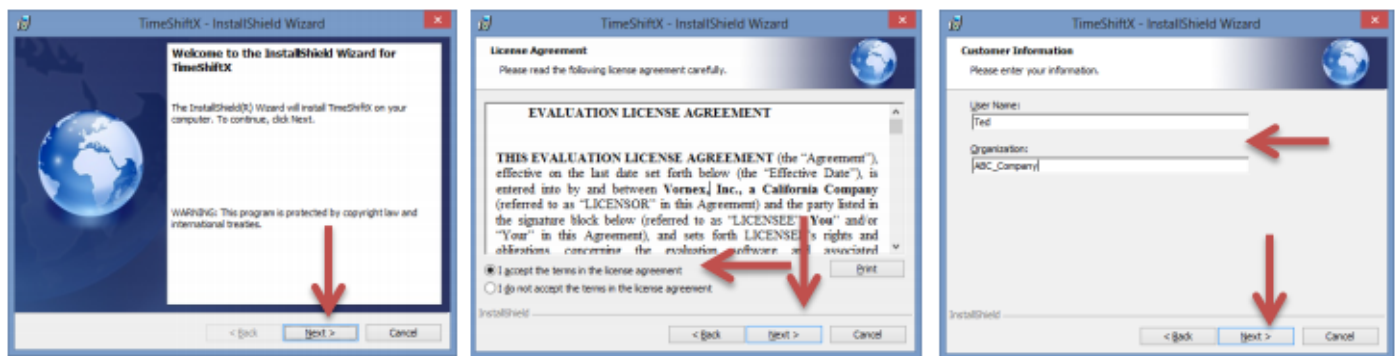 TimeShiftX - InstallShield Wizard
Welcome to the InstallShield Wizard for
TimeShiftX
The InstallShield(R) Wizard will install TimeShiftX on your
computer. To continue, click Next.
WARNING: This program is protected by copyright law and
international treaties.
< Back
Next >
Cancel
TimeShiftX - InstallShield Wizard
License Agreement
Please read the following license agreement carefully.
EVALUATION LICENSE AGREEMENT
THIS EVALUATION LICENSE AGREEMENT (the “Agreement”),
effective on the last date set forth below (the “Effective Date”), is
entered into by and between Vornex, Inc., a California Company
(referred to as “LICENSOR” in this Agreement) and the party listed in
the signature block below (referred to as “LICENSEE” You” and/or
“Your” in this Agreement), and sets forth LICENSEE's rights and
obligations concerning the evaluation software and associated
I accept the terms in the license agreement
Print
I do not accept the terms in the license agreement
InstallShield
< Back
Next >
Cancel
TimeShiftX - InstallShield Wizard
Customer Information
Please enter your information.
User Name:
Ted
Organization:
ABC_Company
InstallShield
< Back
Next >
Cancel